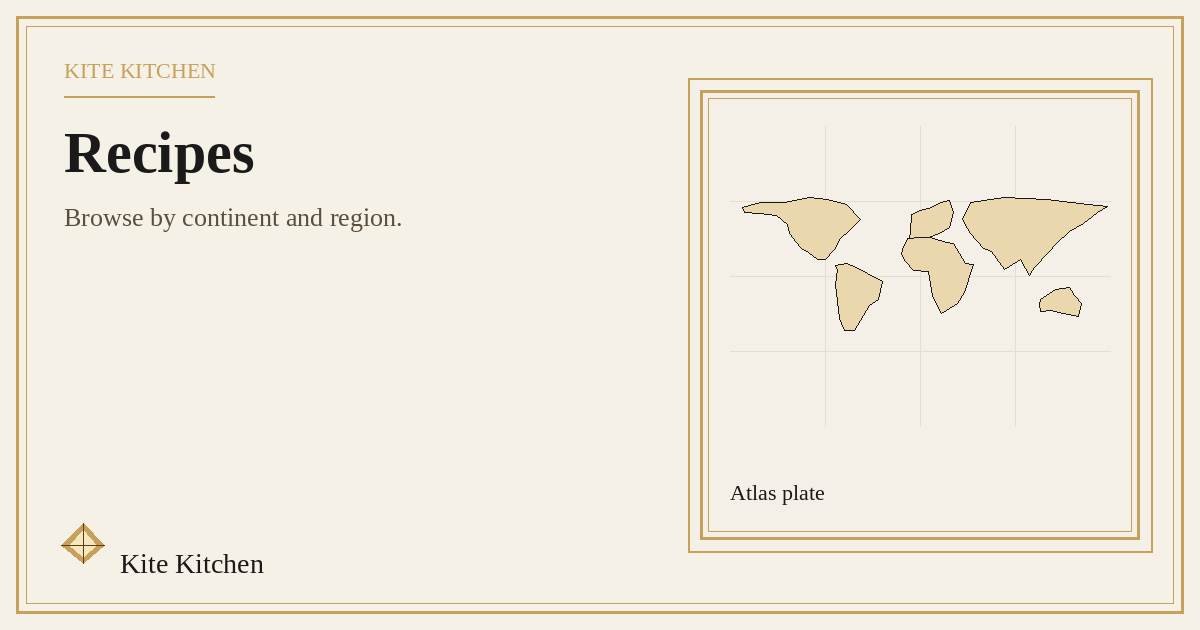 KITE KITCHEN
Recipes
Browse by continent and region.
Atlas plate
Kite Kitchen